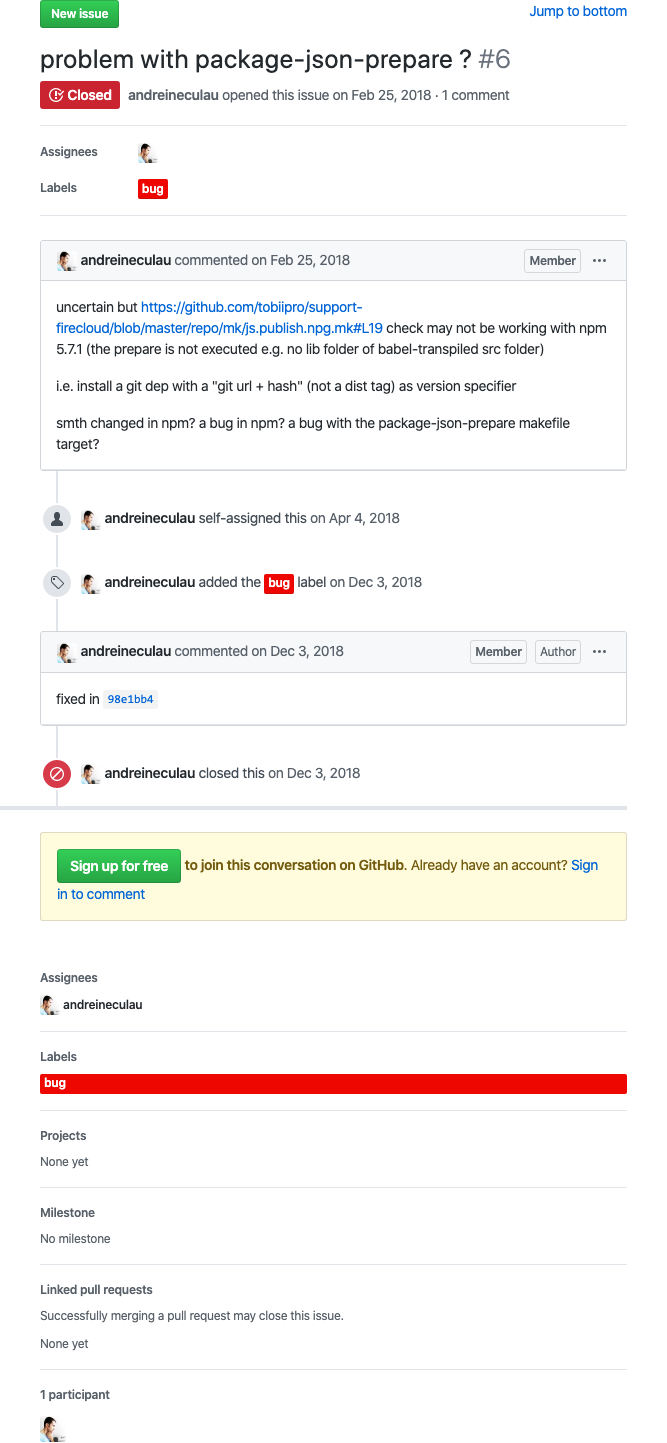 New issue
Jump to bottom
problem with package-json-prepare ? #6
Closed andreineculau opened this issue on Feb 25, 2018 · 1 comment
Assignees
Labels bug
andreineculau commented on Feb 25, 2018 Member ···
uncertain but https://github.com/tobiipro/support-
firecloud/blob/master/repo/mk/js.publish.npg.mk#L19 check may not be working with npm
5.7.1 (the prepare is not executed e.g. no lib folder of babel-transpiled src folder)
i.e. install a git dep with a "git url + hash" (not a dist tag) as version specifier
smth changed in npm? a bug in npm? a bug with the package-json-prepare makefile
target?
andreineculau self-assigned this on Apr 4, 2018
andreineculau added the bug label on Dec 3, 2018
andreineculau commented on Dec 3, 2018 Member Author ···
fixed in 98e1bb4
andreineculau closed this on Dec 3, 2018
Sign up for free to join this conversation on GitHub. Already have an account? Sign
in to comment
Assignees
andreineculau
Labels
bug
Projects
None yet
Milestone
No milestone
Linked pull requests
Successfully merging a pull request may close this issue.
None yet
1 participant